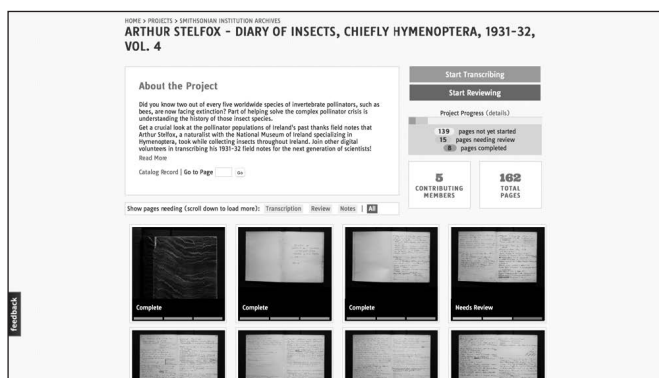 HOME > PROJECTS > SMITHSONIAN INSTITUTION ARCHIVES
ARTHUR STELFOX - DIARY OF INSECTS, CHIEFLY HYMENOPTERA, 1931-32,
VOL. 4
About the Project
Did you know two out of every five worldwide species of invertebrate pollinators, such as
bees, are now facing extinction? Part of helping solve the complex pollinator crisis is
understanding the history of those insect species.
Get a crucial look at the pollinator populations of Ireland's past thanks field notes that
Arthur Stelfox, a naturalist with the National Museum of Ireland specializing in
Hymenoptera, took while collecting insects throughout Ireland. Join other digital
volunteers in transcribing his 1931-32 field notes for the next generation of scientists!
Read More
Catalog Record | Go to Page Go
Start Transcribing
Start Reviewing
Project Progress (details)
139 pages not yet started
15 pages needing review
8 pages completed
5
CONTRIBUTING
MEMBERS
162
TOTAL
PAGES
Show pages needing (scroll down to load more): Transcription Review Notes | All
Complete
Complete
Complete
Needs Review
feedback